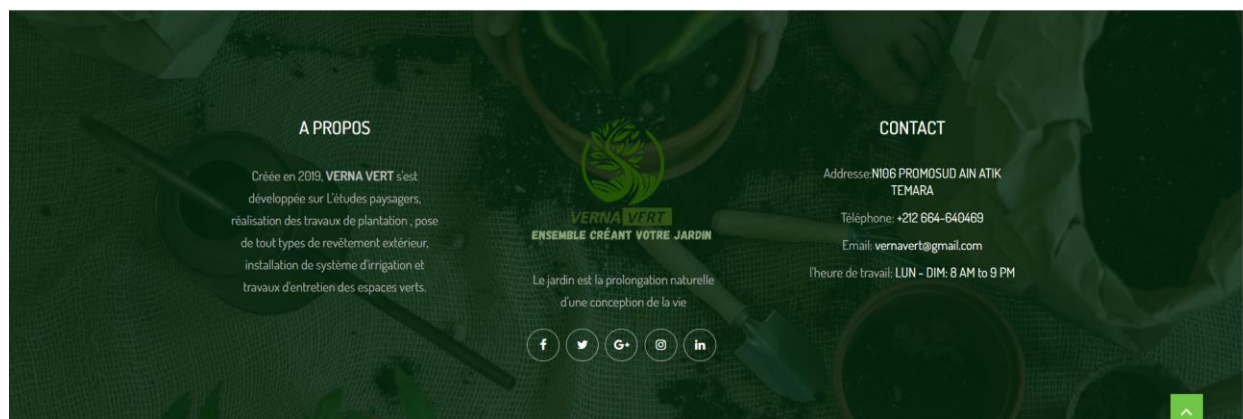 A PROPOS
Créée en 2019, VERNA VERT s'est
développée sur L'études paysagers,
réalisation des travaux de plantation , pose
de tout types de revêtement extérieur,
installation de système d'irrigation et
travaux d'entretien des espaces verts.
VERNA VERT
ENSEMBLE CRÉANT VOTRE JARDIN
Le jardin est la prolongation naturelle
d'une conception de la vie
CONTACT
Addresse:N106 PROMOSUD AIN ATIK
TEMARA
Téléphone: +212 664-640469
Email: vernavert@gmail.com
l'heure de travail: LUN - DIM: 8 AM to 9 PM